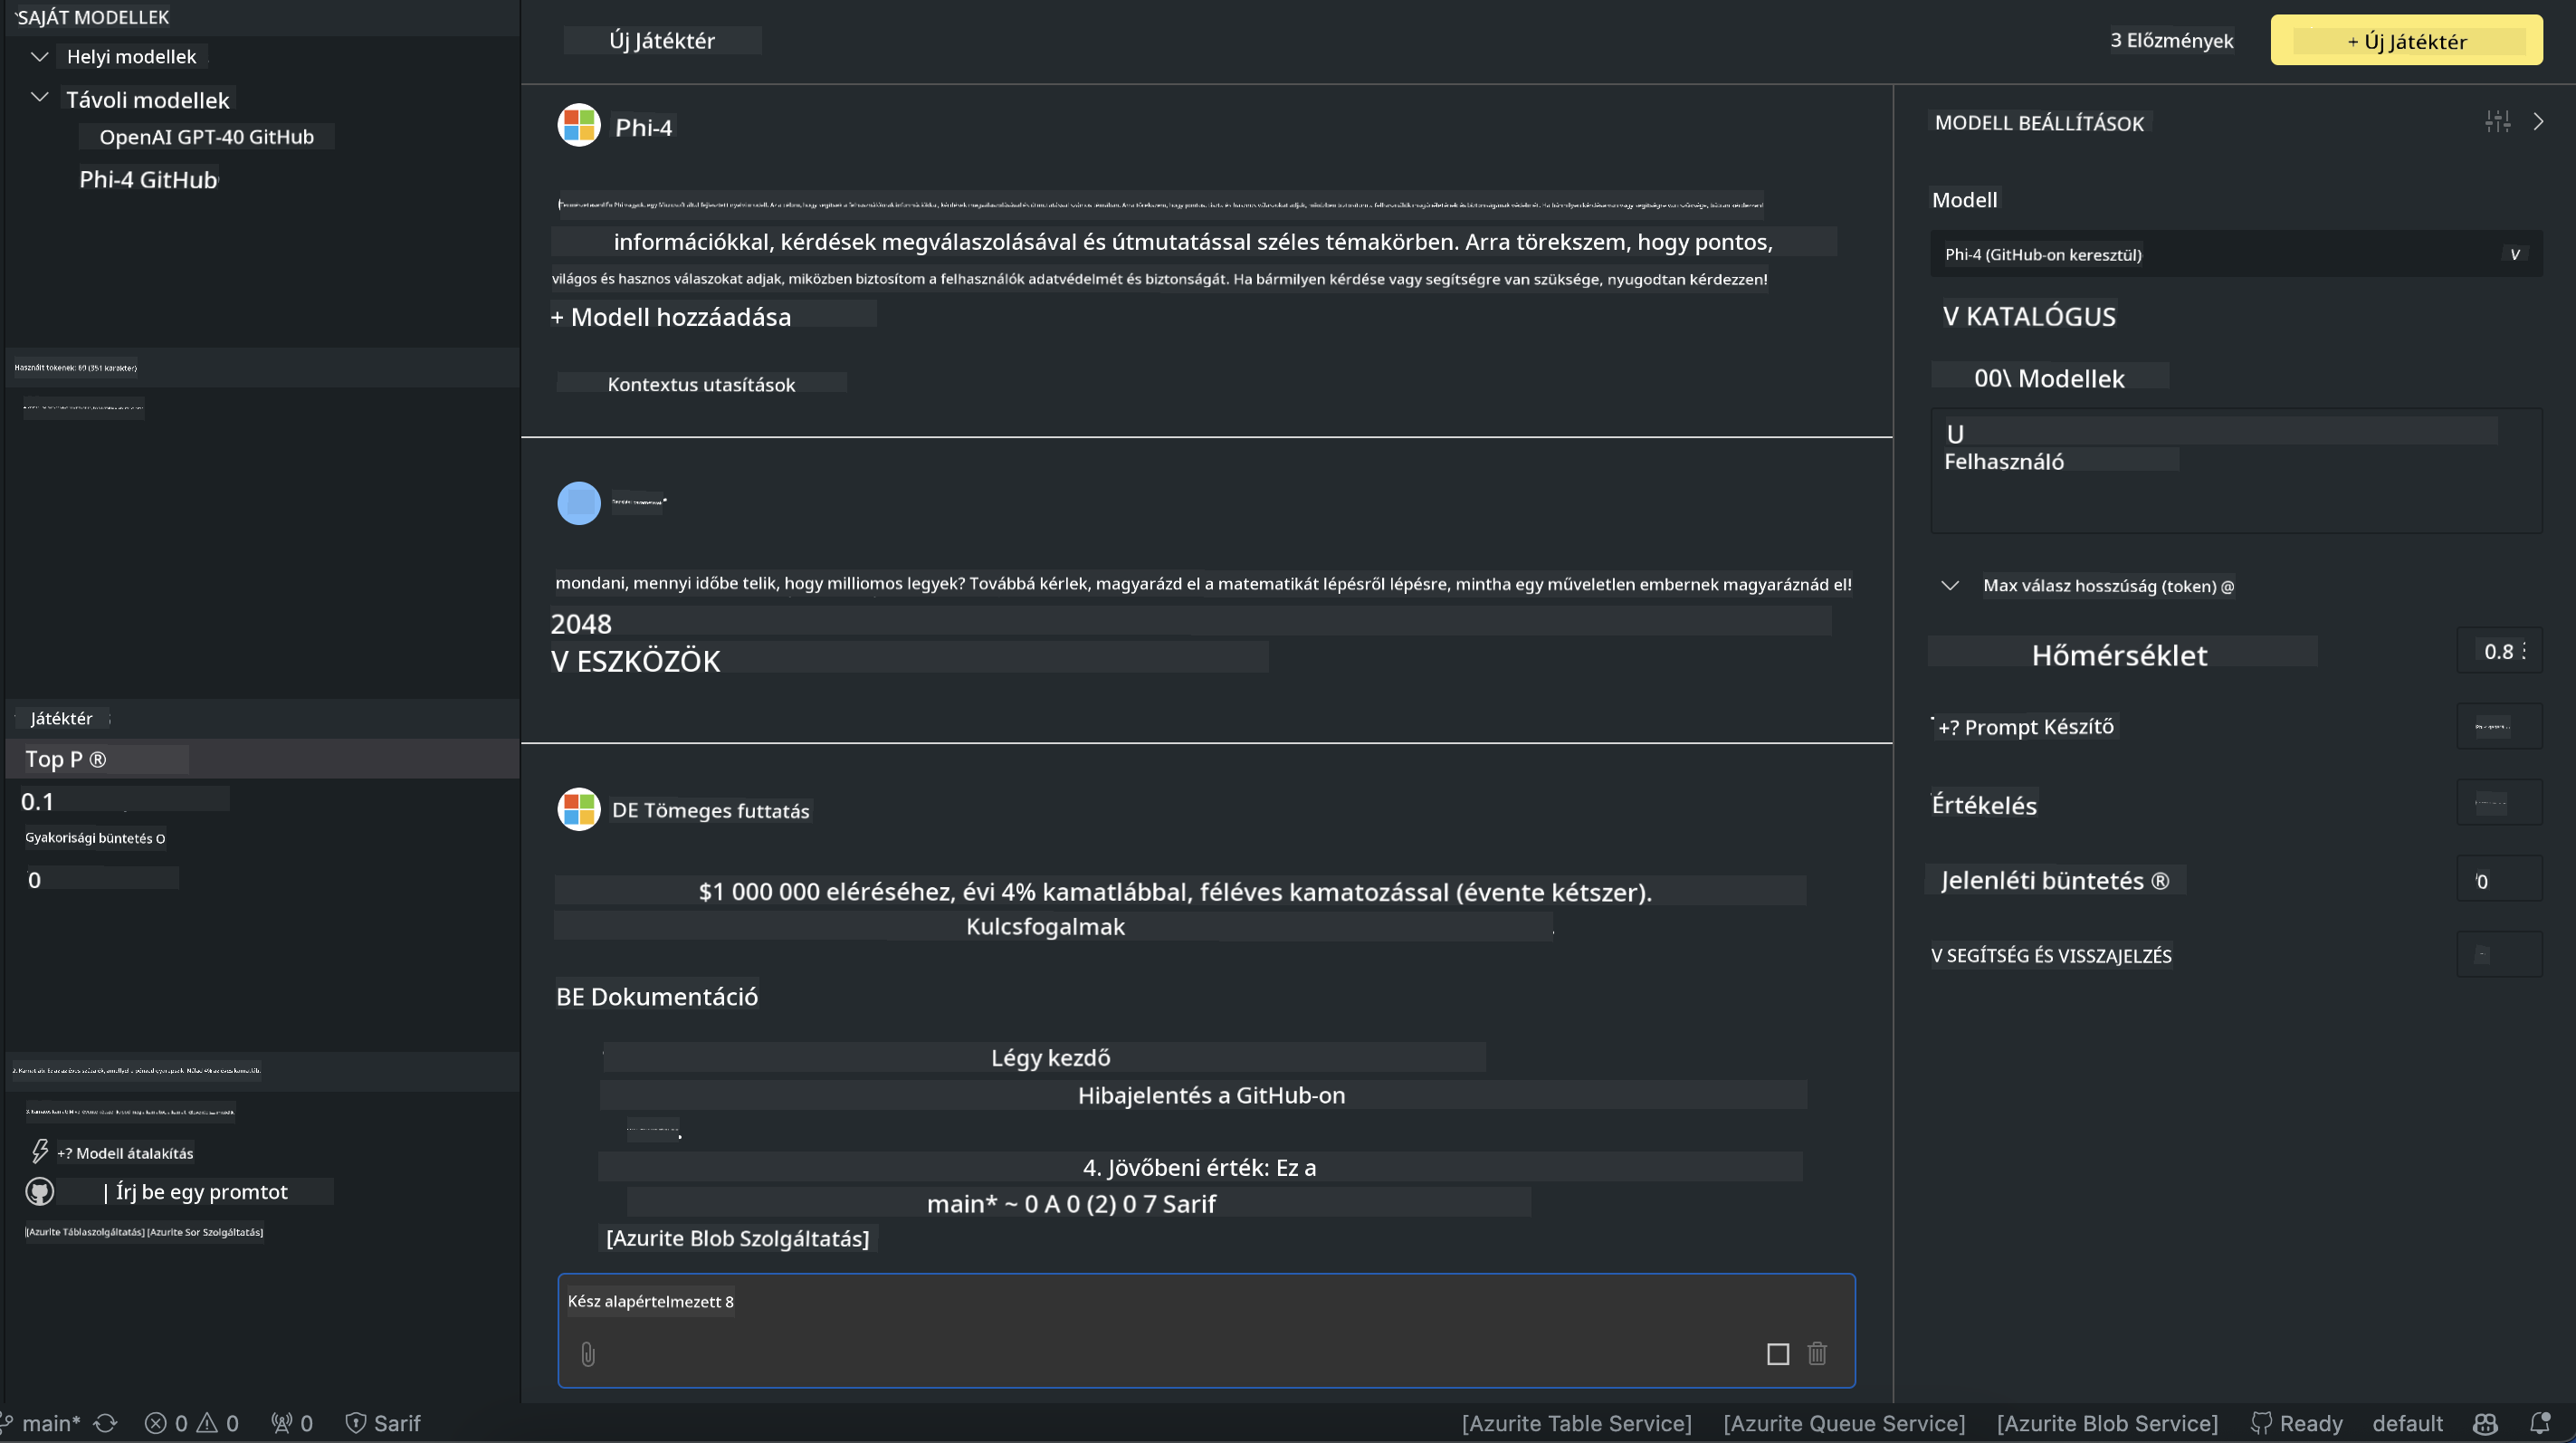 SAJÁT MODELLEK
Helyi modellek
Távoli modellek
OpenAI GPT-40 GitHub
Phi-4 GitHub
Használt tokenek: 69 (351 karakter)
Játéktér
Top P ®
0.1
Gyakorisági büntetés O
0
+? Modell átalakítás
| Írj be egy promtot
[Azurite Táblaszolgáltatás] [Azurite Sor Szolgáltatás]
Új Játéktér
3 Előzmények
+ Új Játéktér
Phi-4
információkkal, kérdések megválaszolásával és útmutatással széles témakörben. Arra törekszem, hogy pontos,
világos és hasznos válaszokat adjak, miközben biztosítom a felhasználók adatvédelmét és biztonságát. Ha bármilyen kérdése vagy segítségre van szüksége, nyugodtan kérdezzen!
+ Modell hozzáadása
Kontextus utasítások
mondani, mennyi időbe telik, hogy milliomos legyek? Továbbá kérlek, magyarázd el a matematikát lépésről lépésre, mintha egy műveletlen embernek magyaráznád el!
2048
V ESZKÖZÖK
DE Tömeges futtatás
$1 000 000 eléréséhez, évi 4% kamatlábbal, féléves kamatozással (évente kétszer).
Kulcsfogalmak
BE Dokumentáció
Légy kezdő
Hibajelentés a GitHub-on
4. Jövőbeni érték: Ez a
main* ~ 0 A 0 (2) 0 7 Sarif
[Azurite Blob Szolgáltatás]
Kész alapértelmezett 8
MODELL BEÁLLÍTÁSOK
Modell
Phi-4 (GitHub-on keresztül)
V
V KATALÓGUS
00\ Modellek
U
Felhasználó
Max válasz hosszúság (token) @
Hőmérséklet
0.8
+? Prompt Készítő
Értékelés
Jelenléti büntetés ®
0
V SEGÍTSÉG ÉS VISSZAJELZÉS
main* 0 0 0 Sarif
[Azurite Table Service] [Azurite Queue Service] [Azurite Blob Service] Ready default